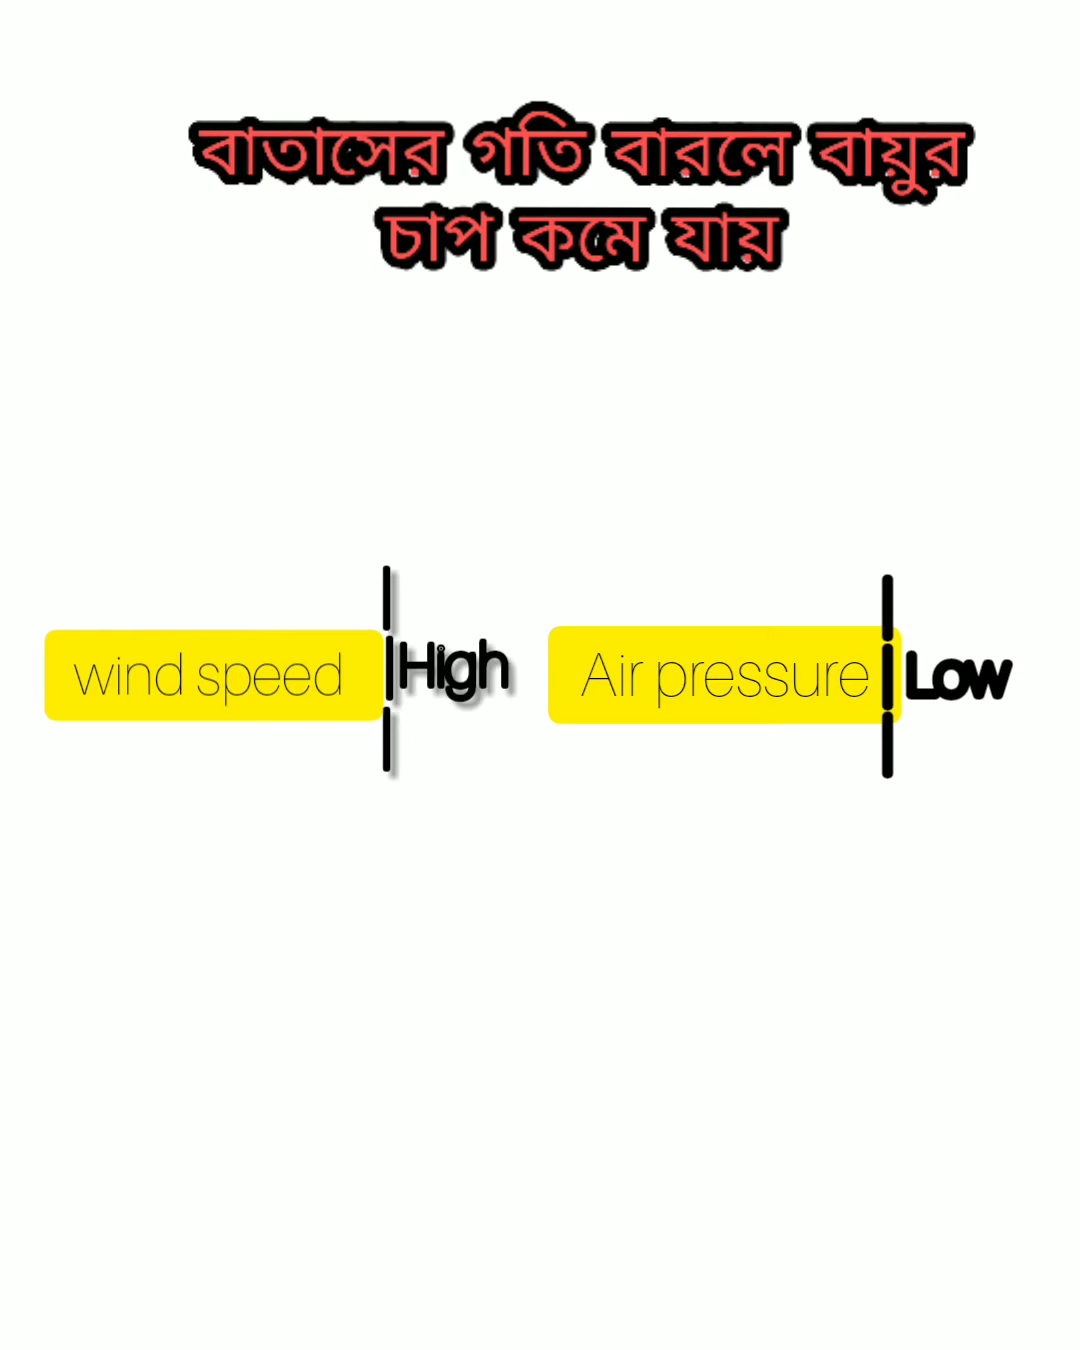 বাতাসের গতি বারলে বায়ুর
চাপ কমে যায়
wind speed High Air pressure Low